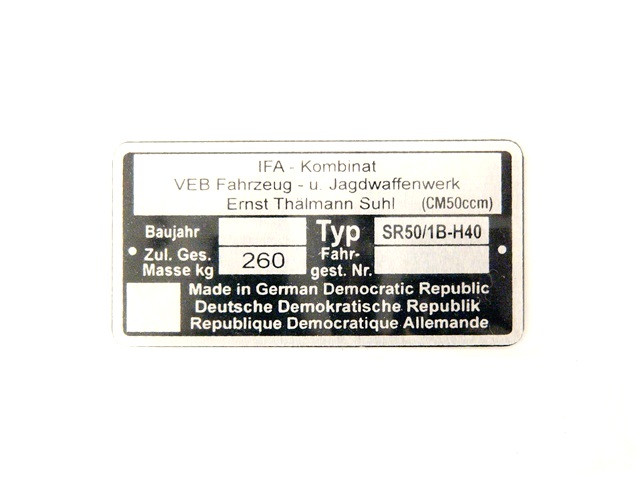 IFA - Kombinat
VEB Fahrzeug - u. Jagdwaffenwerk
Ernst Thälmann Suhl (CM50ccm)
Baujahr Typ SR50/1B-H40
Zul. Ges. Masse kg 260 Fahr-gest. Nr.
Made in German Democratic Republic
Deutsche Demokratische Republik
Republique Democratique Allemande